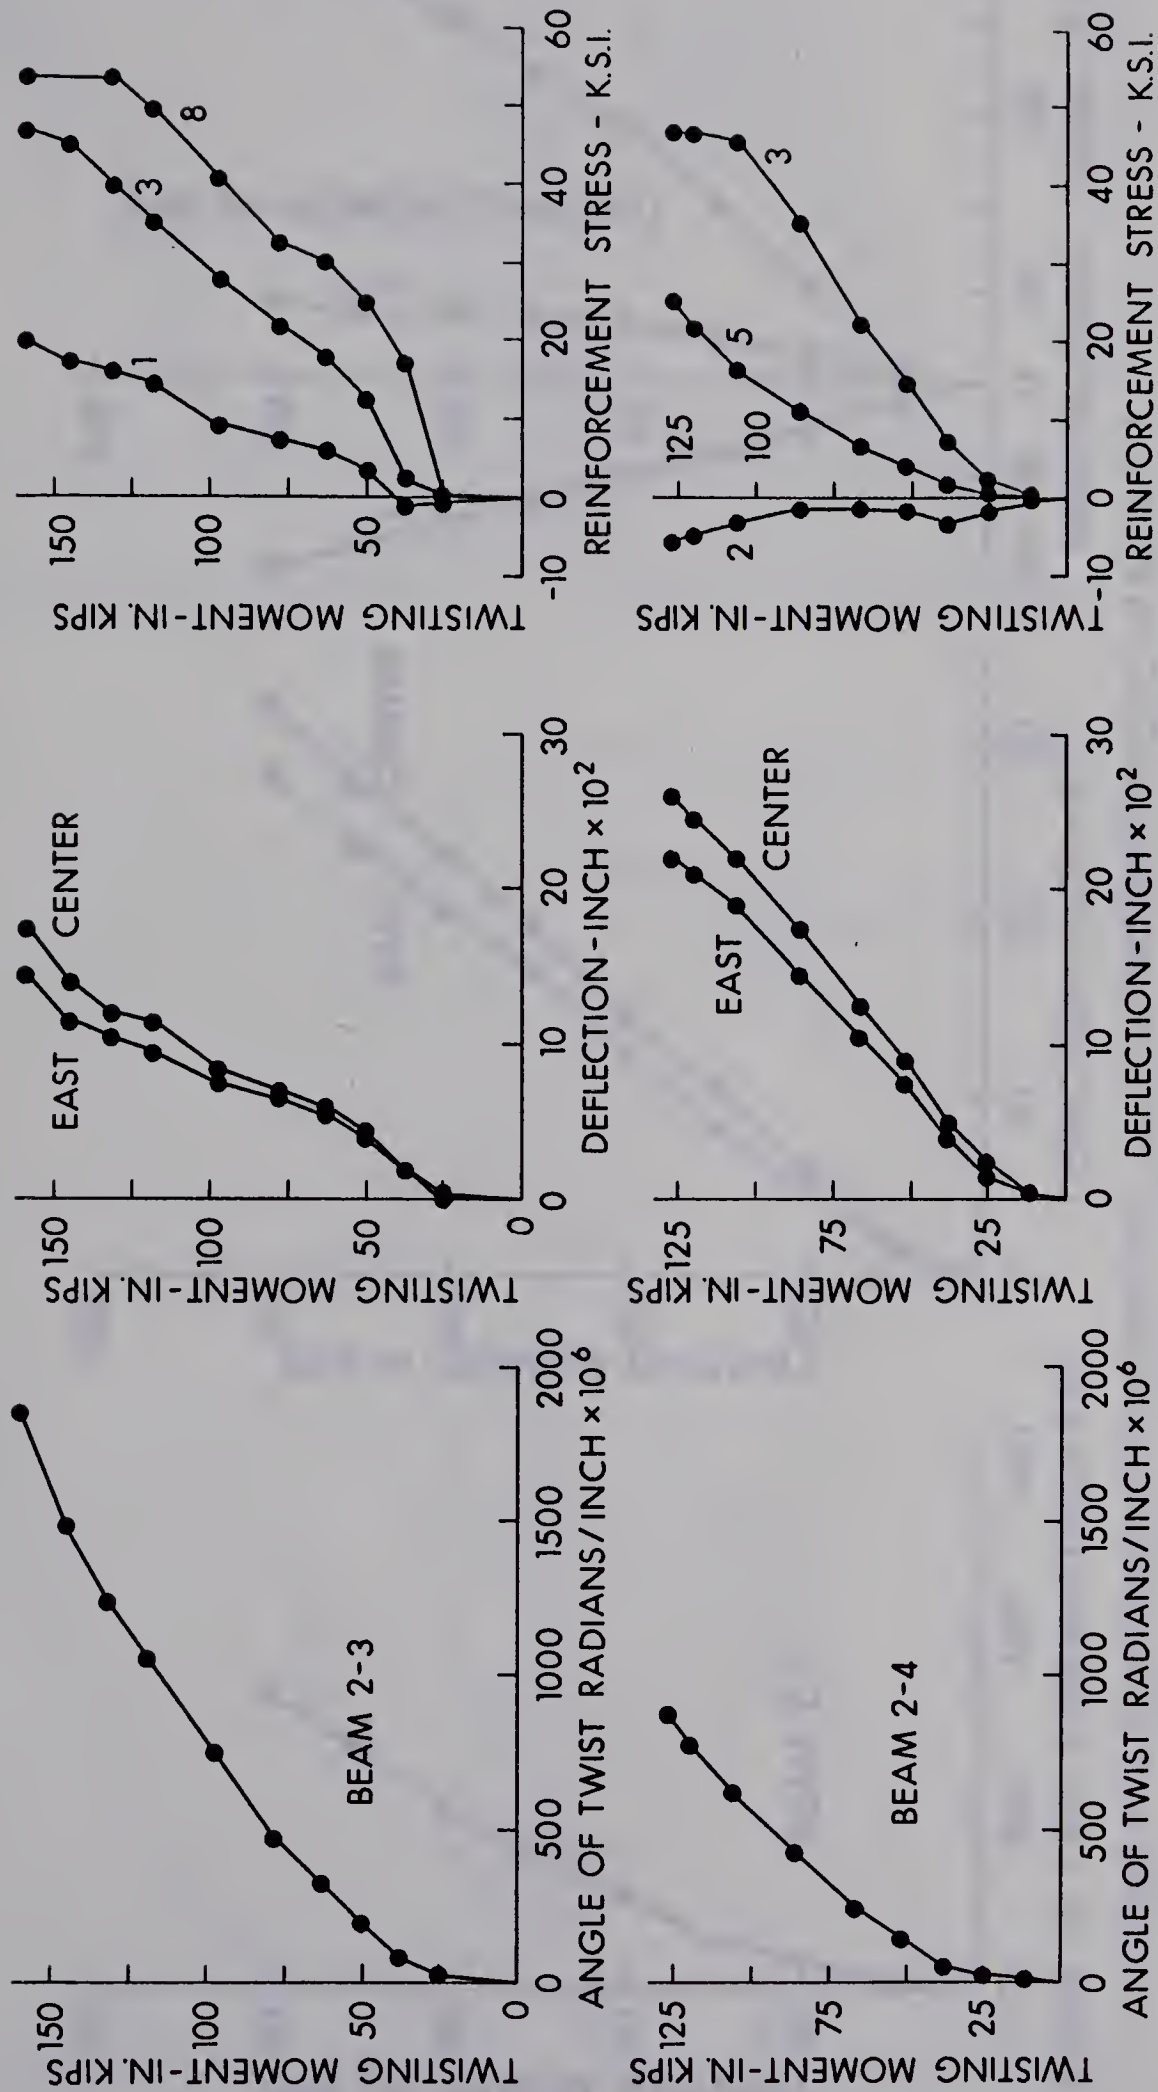 150
100
50
0
TWISTING MOMENT-IN. KIPS
BEAM 2-3
0
500
1000
1500
2000
ANGLE OF TWIST RADIANS/INCH × 10⁶
150
100
50
0
TWISTING MOMENT-IN. KIPS
EAST
CENTER
0
10
20
30
DEFLECTION-INCH × 10²
150
100
50
TWISTING MOMENT-IN. KIPS
1
3
8
-10
0
20
40
60
REINFORCEMENT STRESS - K.S.I.
125
75
25
TWISTING MOMENT-IN. KIPS
BEAM 2-4
0
500
1000
1500
2000
ANGLE OF TWIST RADIANS/INCH × 10⁶
125
75
25
TWISTING MOMENT-IN. KIPS
EAST
CENTER
0
10
20
30
DEFLECTION-INCH × 10²
TWISTING MOMENT-IN. KIPS
2
125
100
5
3
-10
0
20
40
60
REINFORCEMENT STRESS - K.S.I.